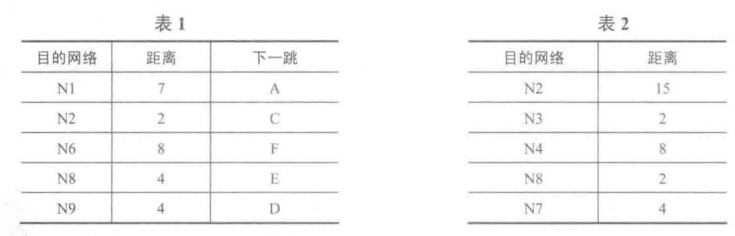 表 1
目的网络 距离 下一跳
N1 7 A
N2 2 C
N6 8 F
N8 4 E
N9 4 D
表 2
目的网络 距离
N2 15
N3 2
N4 8
N8 2
N7 4